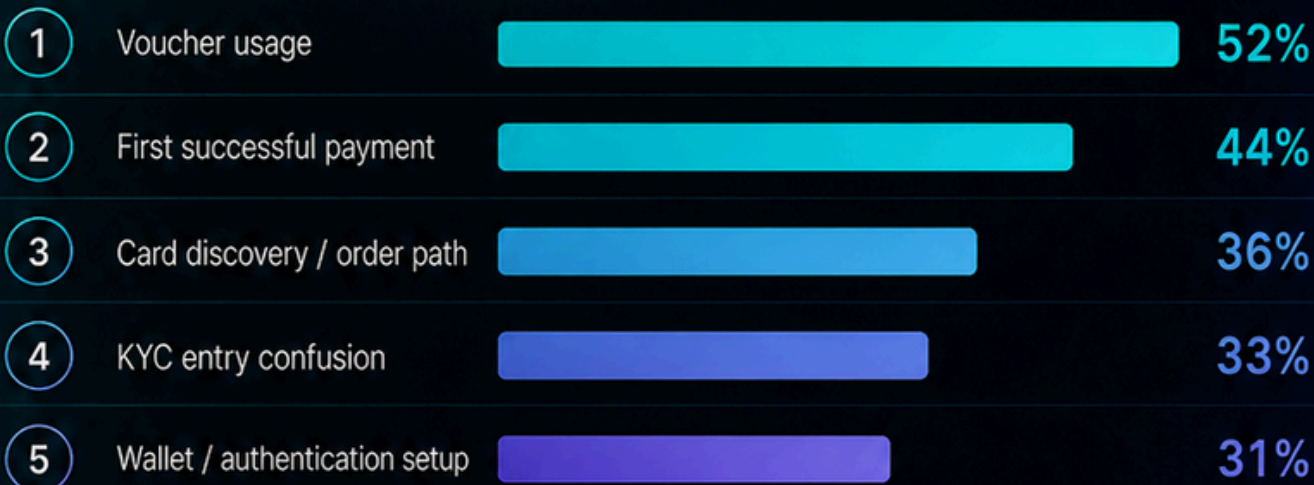 1 Voucher usage 52%
2 First successful payment 44%
3 Card discovery / order path 36%
4 KYC entry confusion 33%
5 Wallet / authentication setup 31%